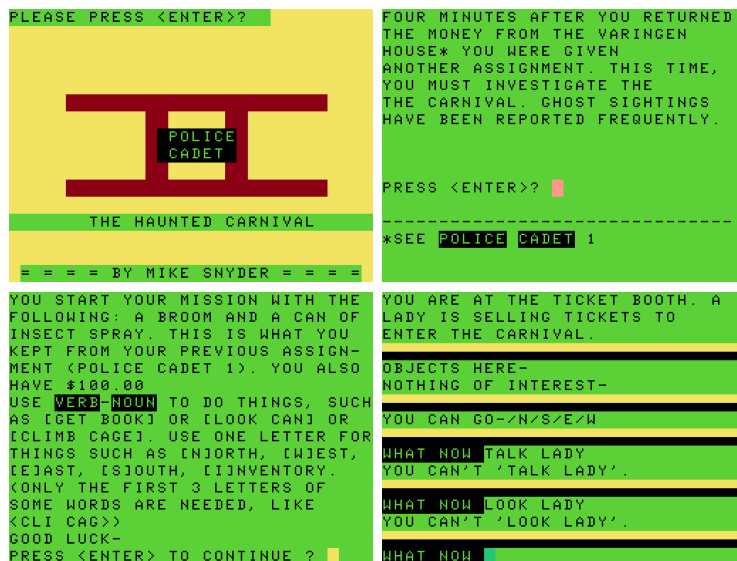 PLEASE PRESS <ENTER>?
POLICE
CADET
THE HAUNTED CARNIVAL
= = = = BY MIKE SNYDER = = = =
FOUR MINUTES AFTER YOU RETURNED
THE MONEY FROM THE VARINGEN
HOUSE* YOU WERE GIVEN
ANOTHER ASSIGNMENT. THIS TIME,
YOU MUST INVESTIGATE THE
THE CARNIVAL. GHOST SIGHTINGS
HAVE BEEN REPORTED FREQUENTLY.
PRESS <ENTER>?
-------------------------------
*SEE POLICE CADET 1
YOU START YOUR MISSION WITH THE
FOLLOWING: A BROOM AND A CAN OF
INSECT SPRAY. THIS IS WHAT YOU
KEPT FROM YOUR PREVIOUS ASSIGN-
MENT (POLICE CADET 1). YOU ALSO
HAVE $100.00
USE VERB-NOUN TO DO THINGS, SUCH
AS [GET BOOK] OR [LOOK CAN] OR
[CLIMB CAGE]. USE ONE LETTER FOR
THINGS SUCH AS [N]ORTH, [W]EST,
[E]AST, [S]OUTH, [I]NVENTORY.
(ONLY THE FIRST 3 LETTERS OF
SOME WORDS ARE NEEDED, LIKE
<CLI CAG>)
GOOD LUCK-
PRESS <ENTER> TO CONTINUE ?
YOU ARE AT THE TICKET BOOTH. A
LADY IS SELLING TICKETS TO
ENTER THE CARNIVAL.
OBJECTS HERE-
NOTHING OF INTEREST-
YOU CAN GO-/N/S/E/W
WHAT NOW TALK LADY
YOU CAN'T 'TALK LADY'.
WHAT NOW LOOK LADY
YOU CAN'T 'LOOK LADY'.
WHAT NOW